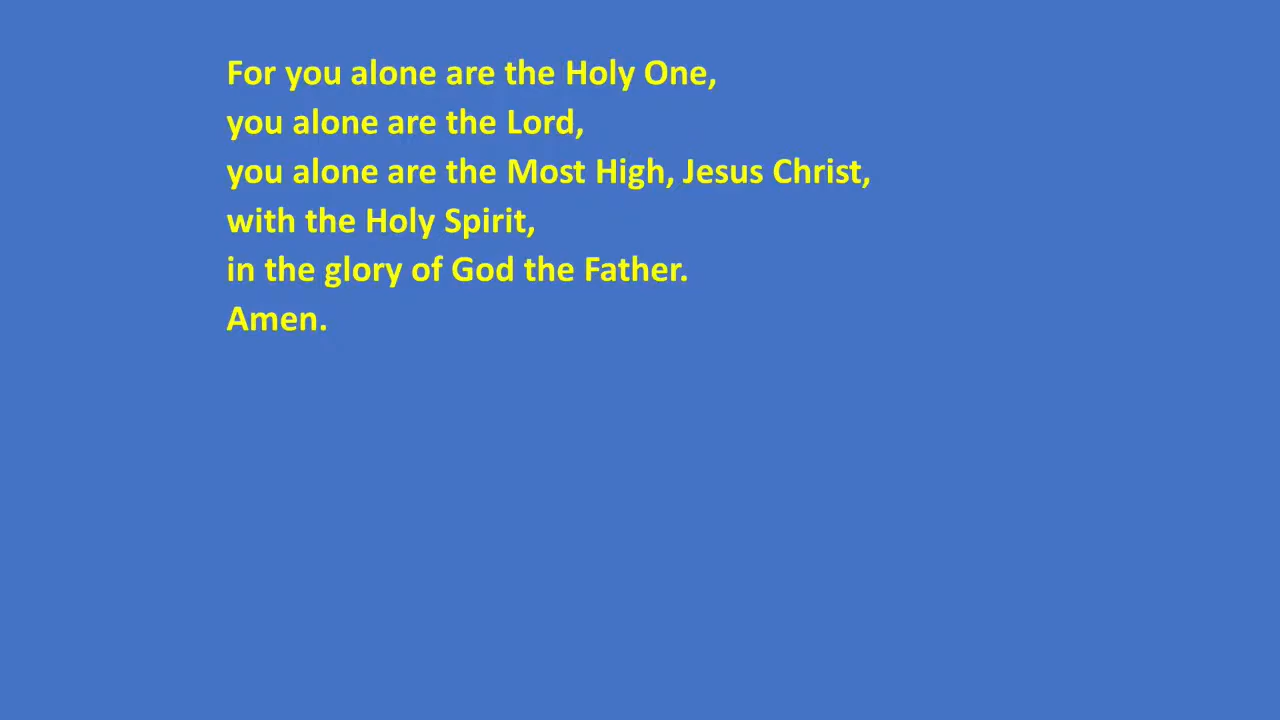 For you alone are the Holy One,
you alone are the Lord,
you alone are the Most High, Jesus Christ,
with the Holy Spirit,
in the glory of God the Father.
Amen.